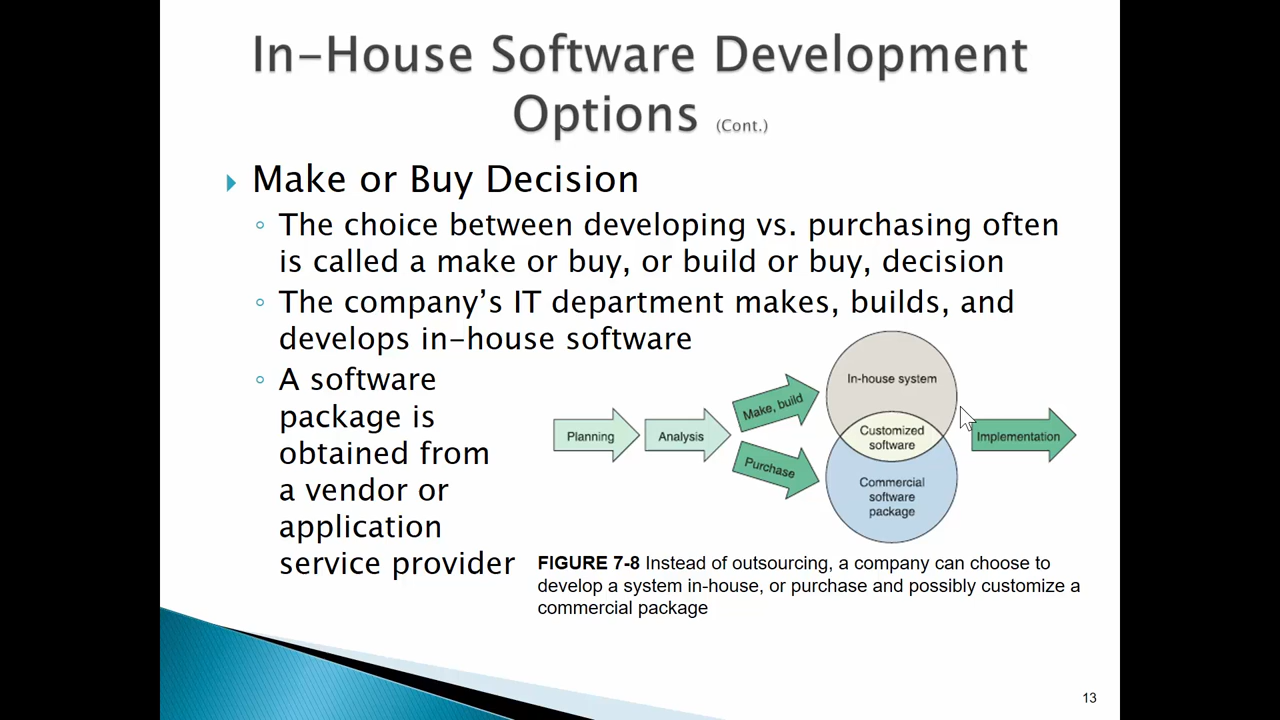 In-House Software Development
Options (Cont.)
Make or Buy Decision
The choice between developing vs. purchasing often
is called a make or buy, or build or buy, decision
The company's IT department makes, builds, and
develops in-house software
A software
package is
obtained from
a vendor or
application
service provider
Planning
Analysis
Make, build
Purchase
In-house system
Customized
software
Commercial
software
package
Implementation
FIGURE 7-8 Instead of outsourcing, a company can choose to
develop a system in-house, or purchase and possibly customize a
commercial package
13